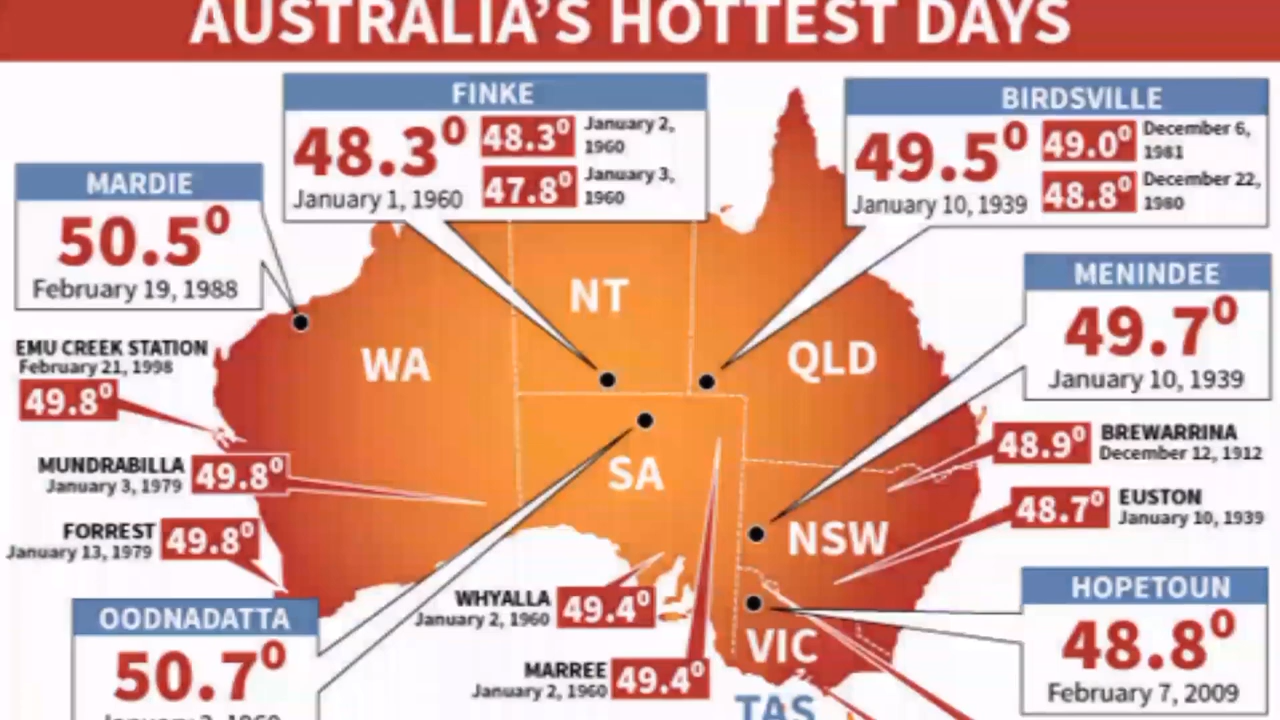 AUSTRALIA'S HOTTEST DAYS
FINKE
48.3⁰
January 1, 1960
48.3⁰
January 2,
1960
47.8⁰
January 3,
1960
BIRDSVILLE
49.5⁰
January 10, 1939
49.0⁰
December 6,
1981
48.8⁰
December 22,
1980
MARDIE
50.5⁰
February 19, 1988
MENINDEE
49.7⁰
January 10, 1939
NT
WA
QLD
SA
NSW
VIC
TAS
EMU CREEK STATION
February 21, 1998
49.8⁰
MUNDRABILLA
January 3, 1979
49.8⁰
FORREST
January 13, 1979
49.8⁰
BREWARRINA
December 12, 1912
48.9⁰
EUSTON
January 10, 1939
48.7⁰
OODNADATTA
50.7⁰
WHYALLA
January 2, 1960
49.4⁰
MARREE
January 2, 1960
49.4⁰
HOPETOUN
48.8⁰
February 7, 2009